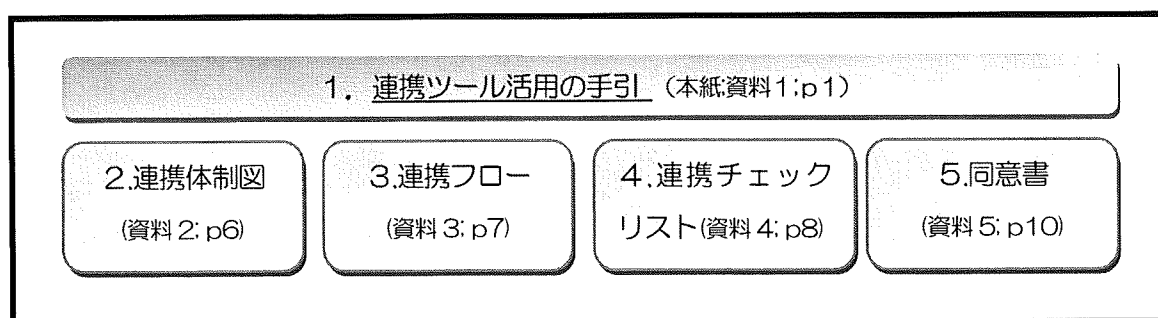 1．連携ツール活用の手引（本紙;資料1;p1）
2.連携体制図
(資料2; p6)
3.連携フロー
(資料3; p7)
4.連携チェック
リスト(資料4; p8)
5.同意書
(資料5; p10)